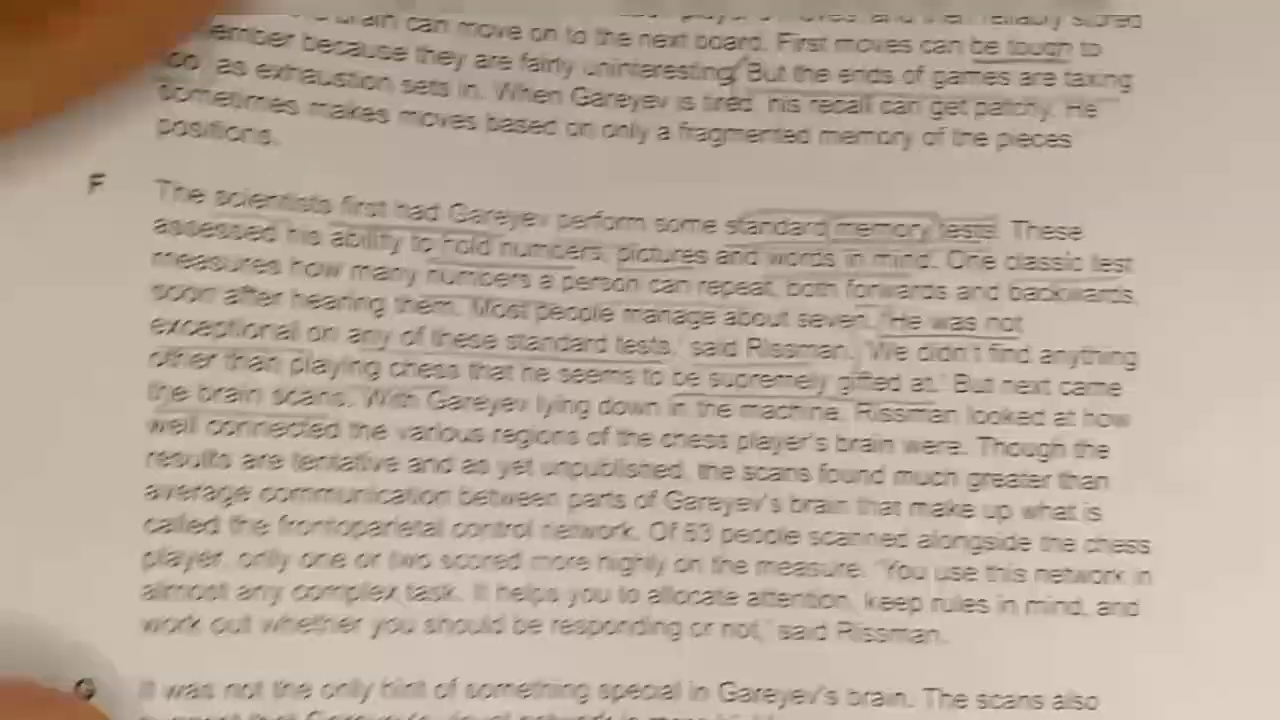 brain can move on to the next board. First moves can be tough to
because they are fairly uninteresting. But the ends of games are taxing
too, as exhaustion sets in. When Gareyev is tired, his recall can get patchy. He
sometimes makes moves based on only a fragmented memory of the pieces'
positions.
F
The scientists first had Gareyev perform some standard memory tests. These
assessed his ability to hold numbers, pictures and words in mind. One classic test
measures how many numbers a person can repeat, both forwards and backwards,
soon after hearing them. Most people manage about seven. 'He was not
exceptional on any of these standard tests,' said Rissman. 'We didn't find anything
other than playing chess that he seems to be supremely gifted at.' But next came
the brain scans. With Gareyev lying down in the machine, Rissman looked at how
well connected the various regions of the chess player's brain were. Though the
results are tentative and as yet unpublished, the scans found much greater than
average communication between parts of Gareyev's brain that make up what is
called the frontoparietal control network. Of 63 people scanned alongside the chess
player, only one or two scored more highly on the measure. 'You use this network in
almost any complex task. It helps you to allocate attention, keep rules in mind, and
work out whether you should be responding or not,' said Rissman.
G
It was not the only hint of something special in Gareyev's brain. The scans also